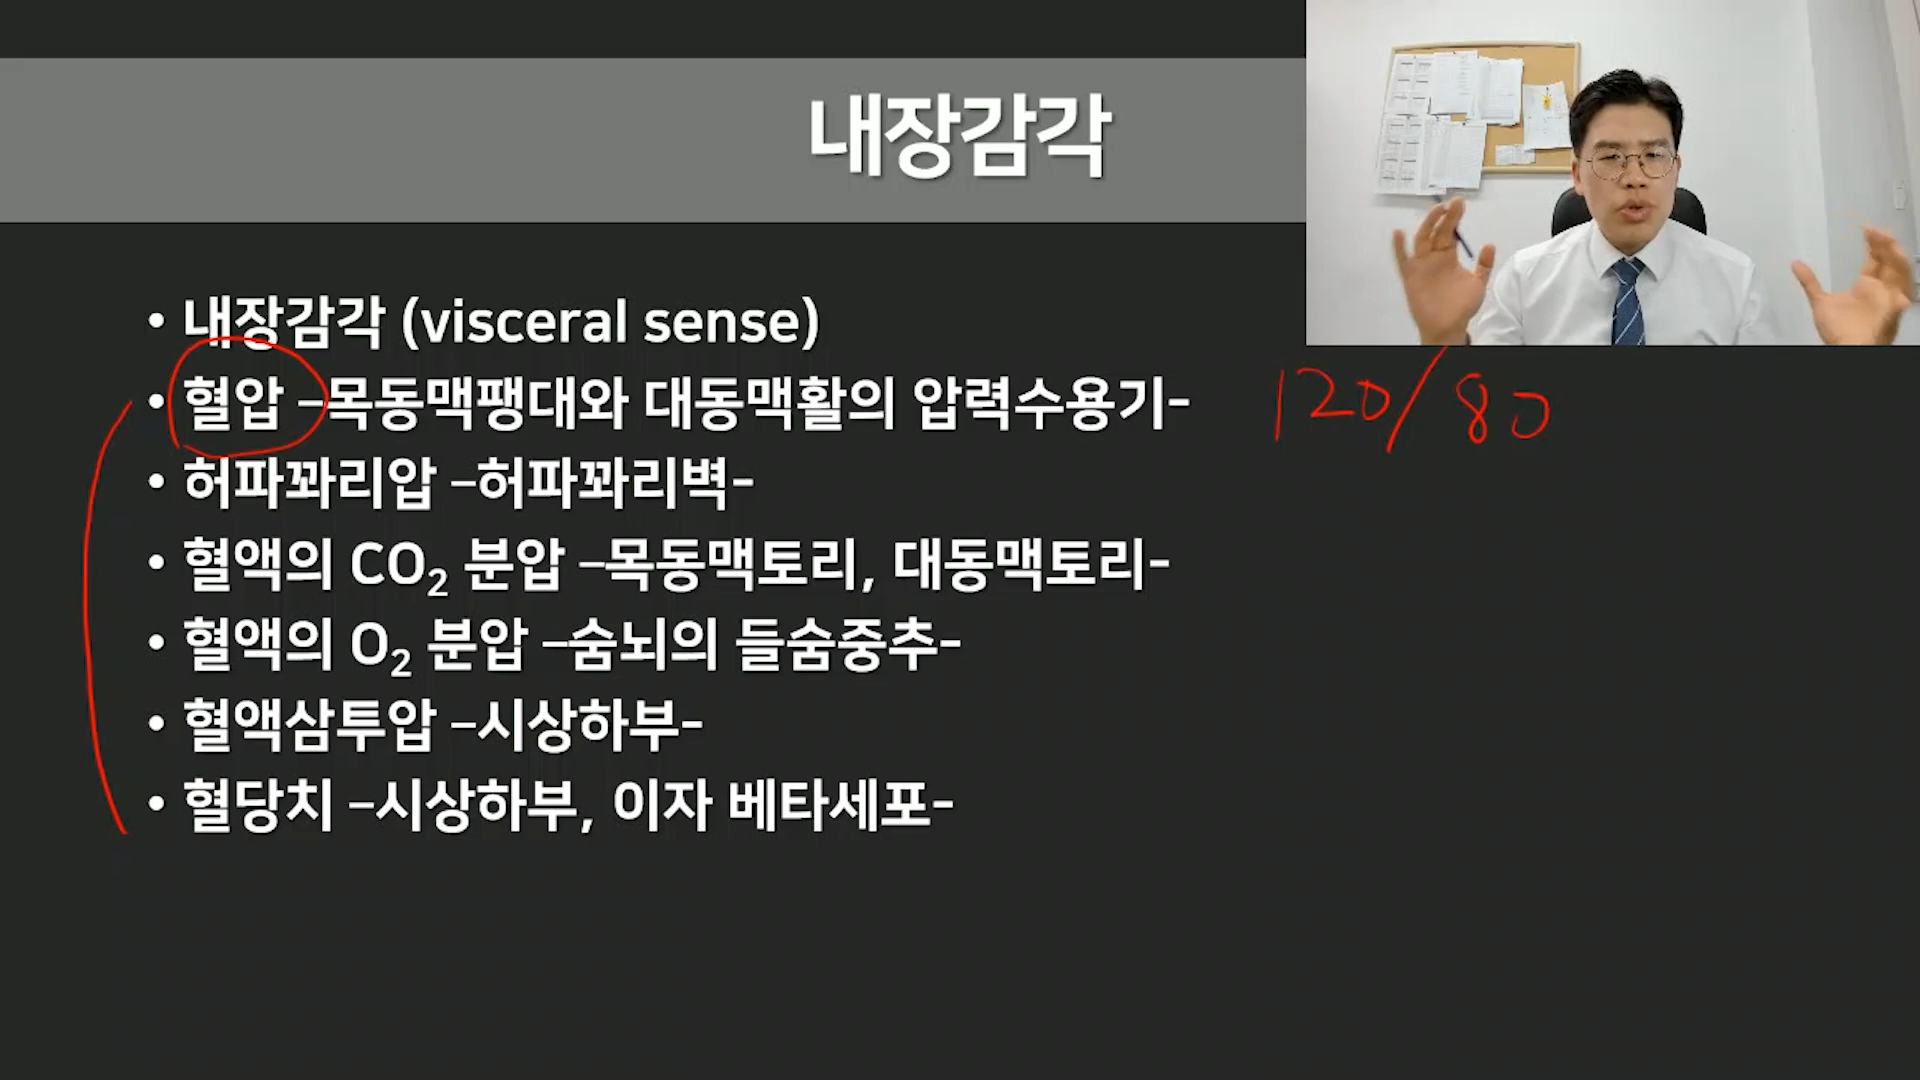 내장감각
• 내장감각 (visceral sense)
• 혈압 –목동맥팽대와 대동맥활의 압력수용기-
120/80
• 허파꽈리압 –허파꽈리벽-
• 혈액의 CO₂ 분압 –목동맥토리, 대동맥토리-
• 혈액의 O₂ 분압 –숨뇌의 들숨중추-
• 혈액삼투압 –시상하부-
• 혈당치 –시상하부, 이자 베타세포-